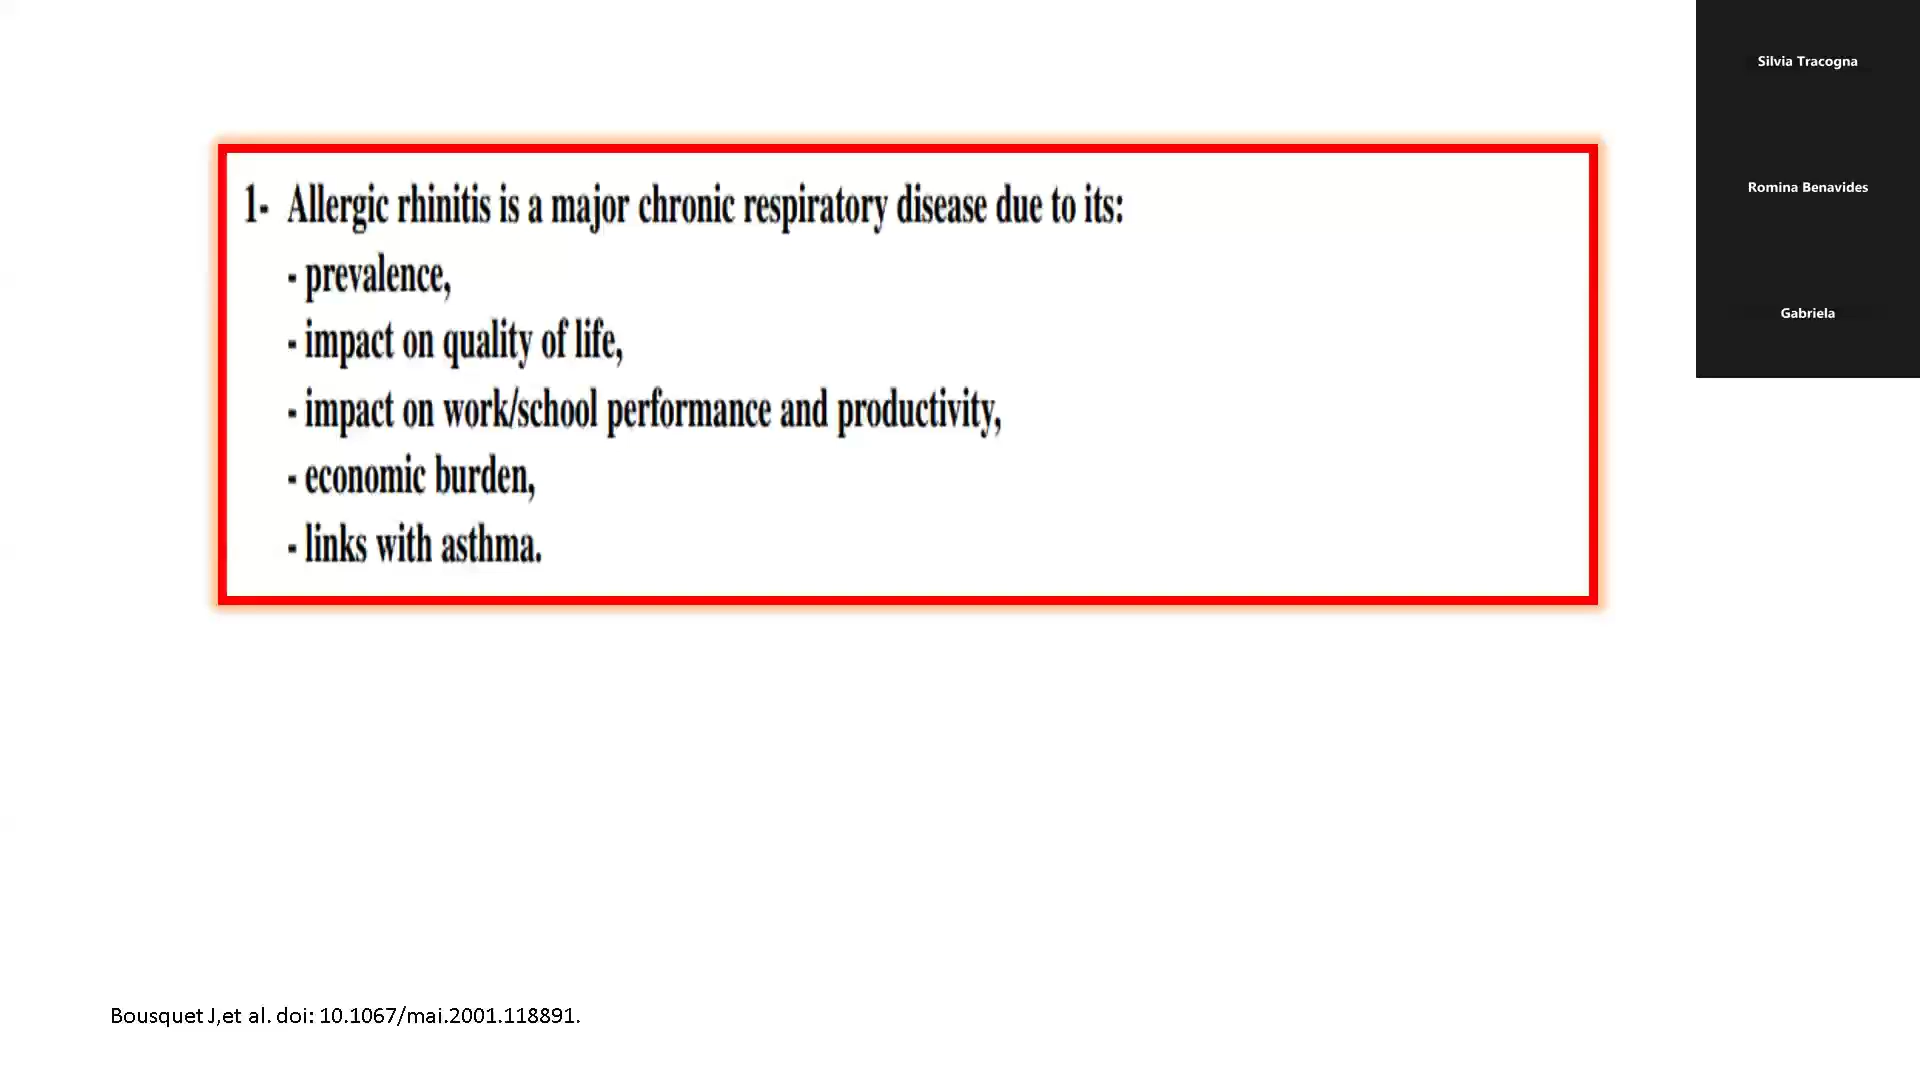 1- Allergic rhinitis is a major chronic respiratory disease due to its:
- prevalence,
- impact on quality of life,
- impact on work/school performance and productivity,
- economic burden,
- links with asthma.
Bousquet J,et al. doi: 10.1067/mai.2001.118891.
Silvia Tracogna
Romina Benavides
Gabriela